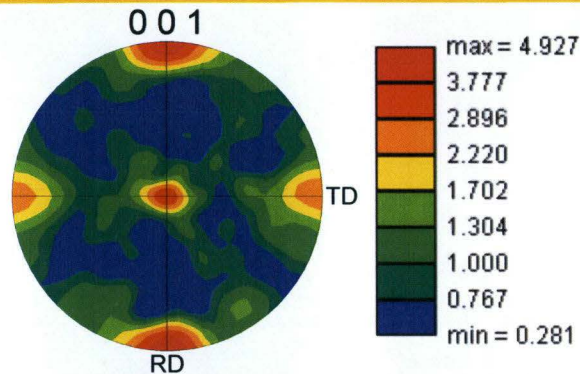 0 0 1
TD
RD
max = 4.927
3.777
2.896
2.220
1.702
1.304
1.000
0.767
min = 0.281